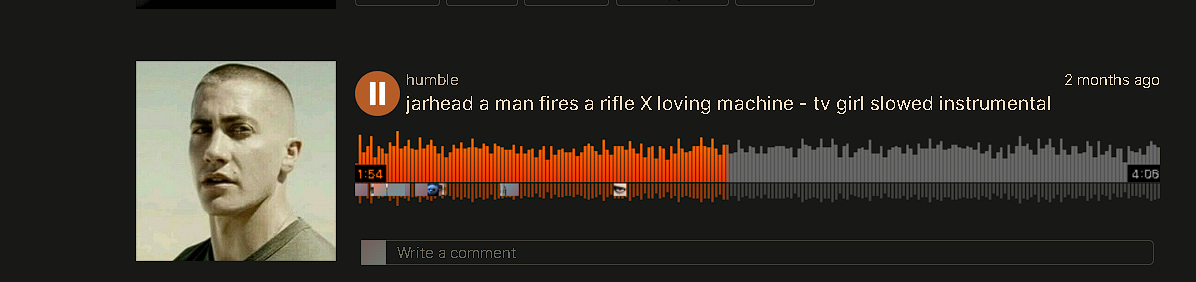 humble
2 months ago
jarhead a man fires a rifle X loving machine - tv girl slowed instrumental
1:54
4:06
Write a comment